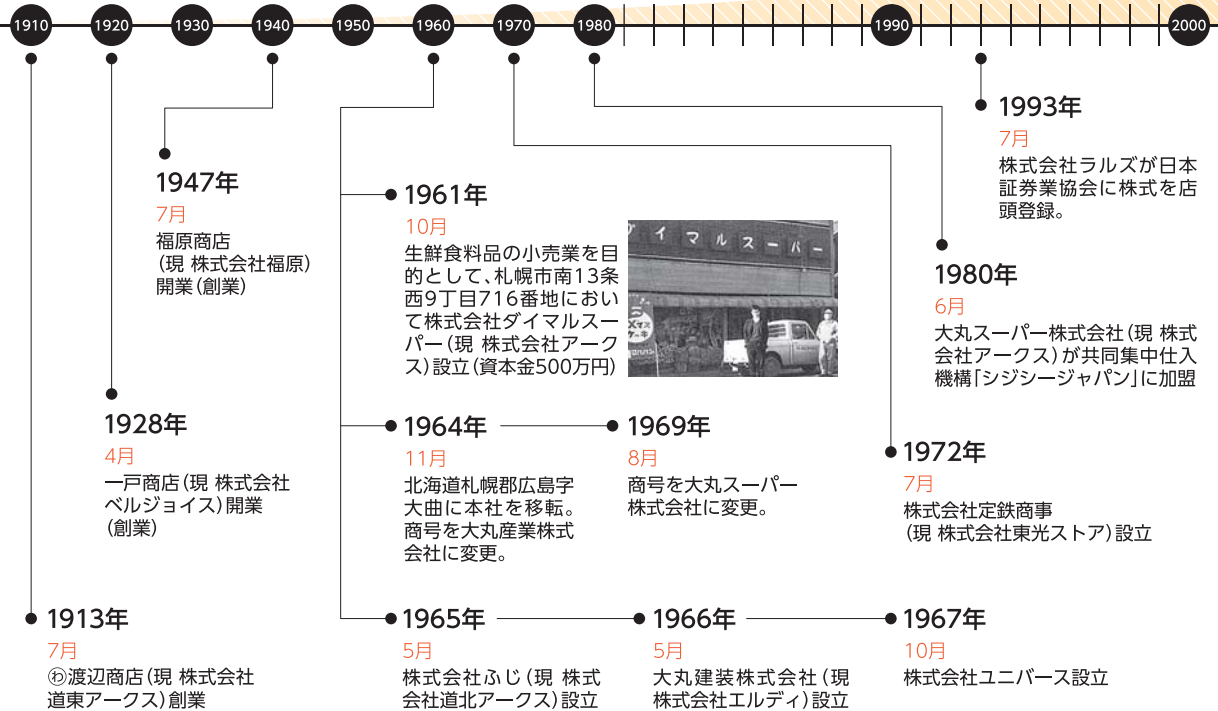 1910
1920
1930
1940
1950
1960
1970
1980
1990
2000
1993年
7月
株式会社ラルズが日本
証券業協会に株式を店
頭登録。
1947年
7月
福原商店
（現 株式会社福原）
開業（創業）
1961年
10月
生鮮食料品の小売業を目
的として、札幌市南13条
西9丁目716番地におい
て株式会社ダイマルスー
パー（現 株式会社アーク
ス）設立（資本金500万円）
イマルスーパー
1980年
6月
大丸スーパー株式会社（現 株式
会社アークス）が共同集中仕入
機構「シジシージャパン」に加盟
1928年
4月
一戸商店（現 株式会社
ベルジョイス）開業
（創業）
1964年
11月
北海道札幌郡広島字
大曲に本社を移転。
商号を大丸産業株式
会社に変更。
1969年
8月
商号を大丸スーパー
株式会社に変更。
1972年
7月
株式会社定鉄商事
（現 株式会社東光ストア）設立
1913年
7月
㋻渡辺商店（現 株式会社
道東アークス）創業
1965年
5月
株式会社ふじ（現 株式
会社道北アークス）設立
1966年
5月
大丸建装株式会社（現
株式会社エルディ）設立
1967年
10月
株式会社ユニバース設立